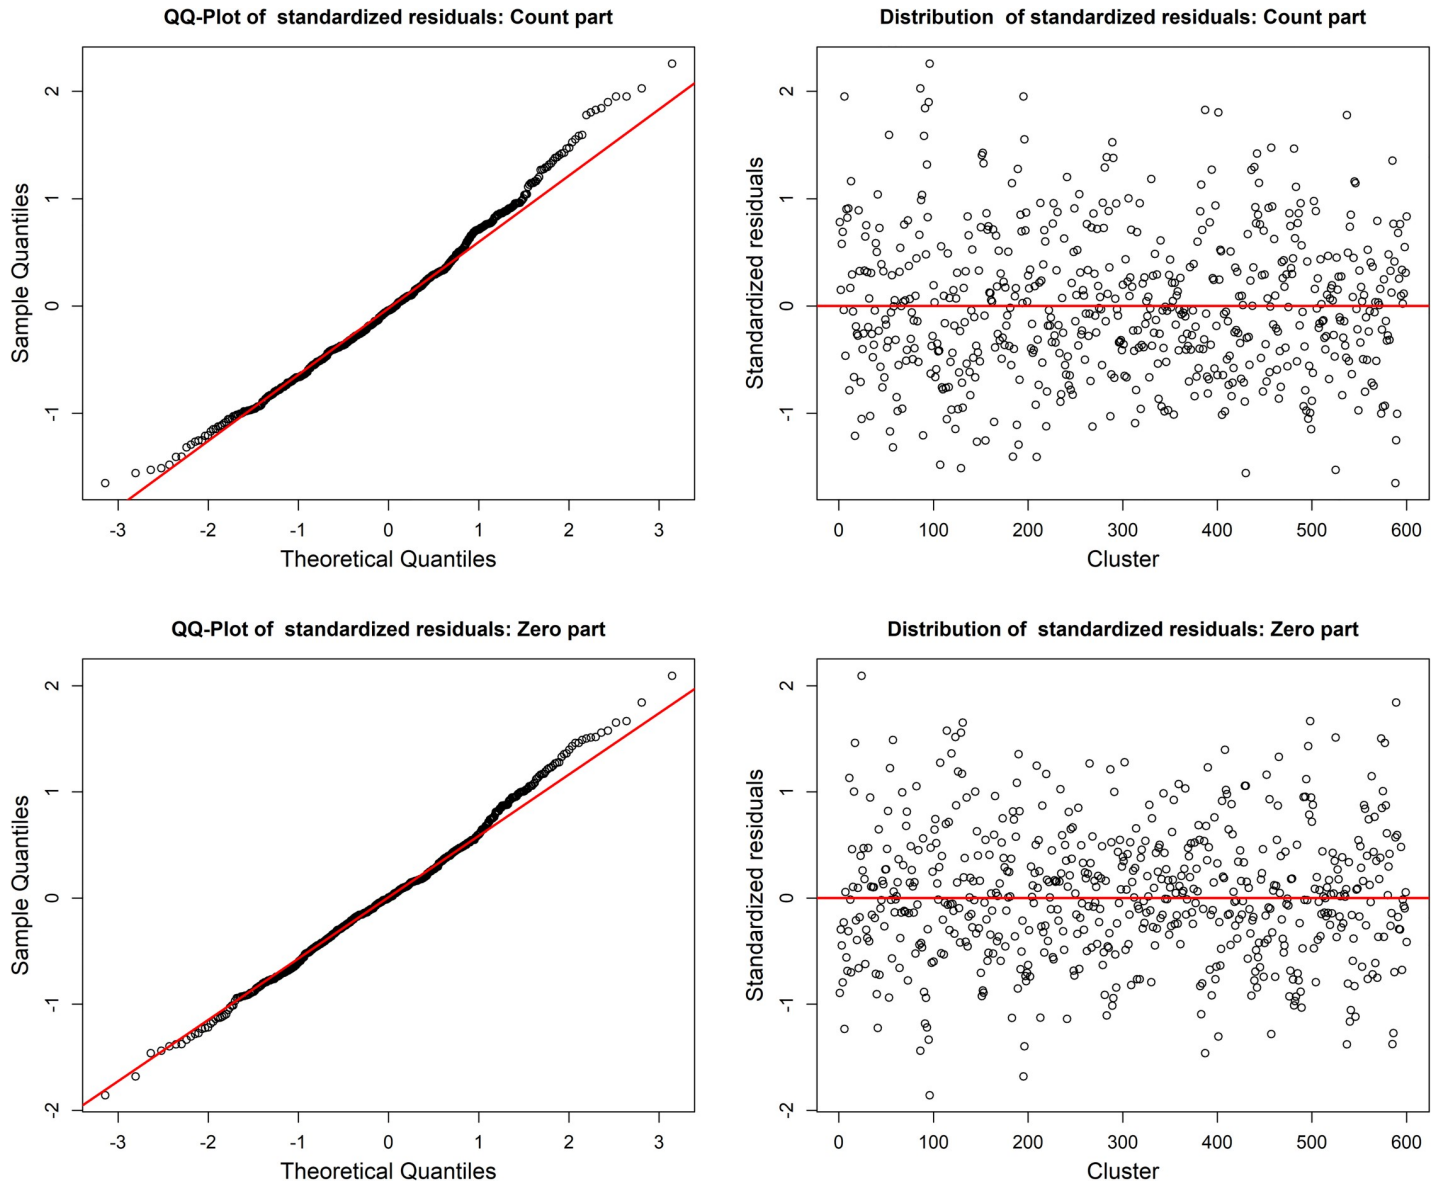 QQ-Plot of  standardized residuals: Count part
2
1
0
-1
Sample Quantiles
-3 -2 -1 0 1 2 3
Theoretical Quantiles
Distribution  of standardized residuals: Count part
2
1
0
-1
Standardized residuals
0 100 200 300 400 500 600
Cluster
QQ-Plot of  standardized residuals: Zero part
2
1
0
-1
-2
Sample Quantiles
-3 -2 -1 0 1 2 3
Theoretical Quantiles
Distribution of  standardized residuals: Zero part
2
1
0
-1
-2
Standardized residuals
0 100 200 300 400 500 600
Cluster